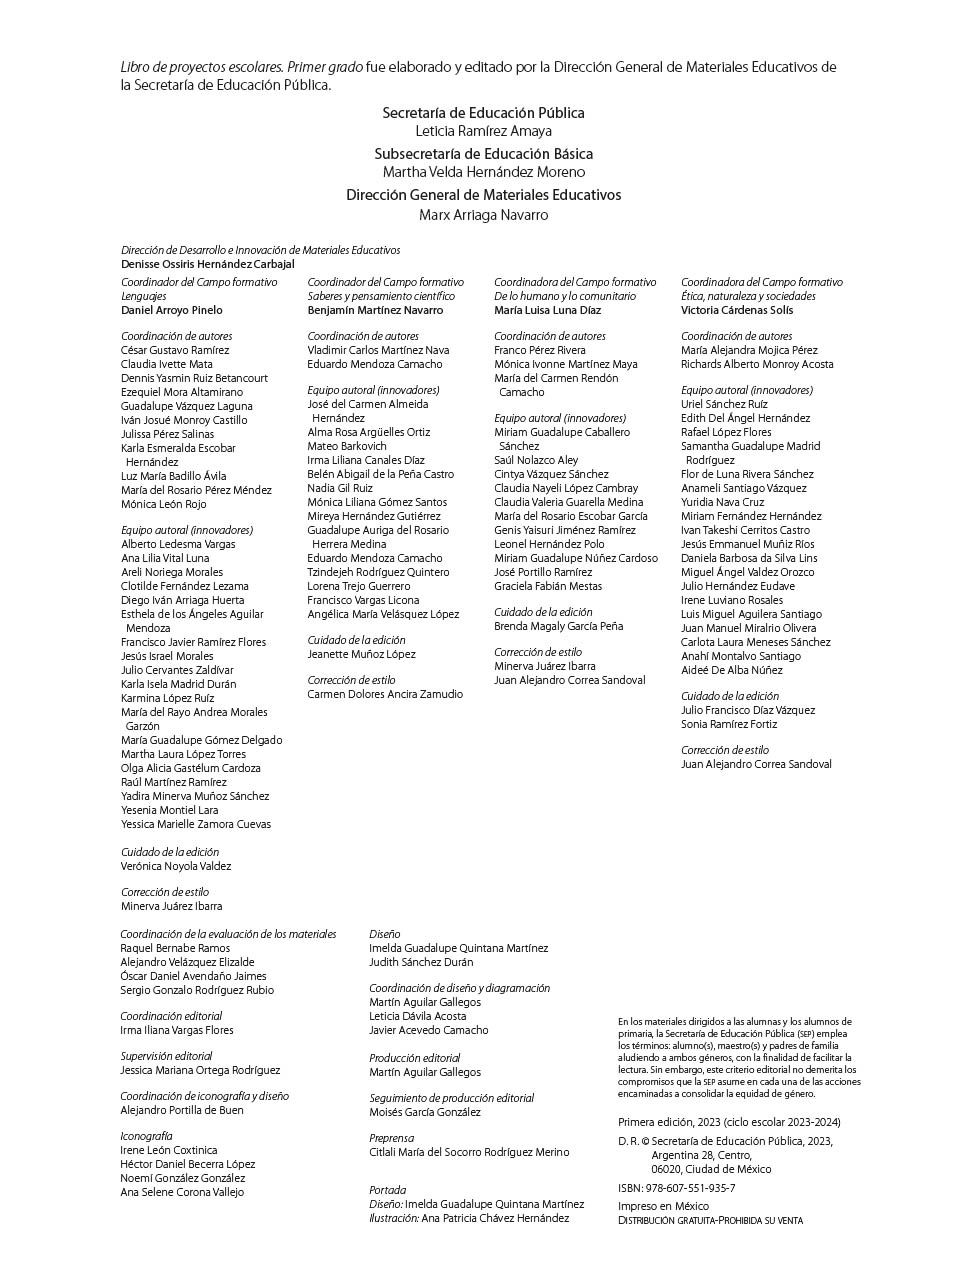 Libro de proyectos escolares. Primer grado fue elaborado y editado por la Dirección General de Materiales Educativos de
la Secretaría de Educación Pública.
Secretaría de Educación Pública
Leticia Ramírez Amaya
Subsecretaría de Educación Básica
Martha Velda Hernández Moreno
Dirección General de Materiales Educativos
Marx Arriaga Navarro
Dirección de Desarrollo e Innovación de Materiales Educativos
Denisse Ossiris Hernández Carbajal
Coordinador del Campo formativo
Lenguajes
Daniel Arroyo Pinelo
Coordinación de autores
César Gustavo Ramírez
Claudia Ivette Mata
Dennis Yasmin Ruiz Betancourt
Ezequiel Mora Altamirano
Guadalupe Vázquez Laguna
Iván Josué Monroy Castillo
Julissa Pérez Salinas
Karla Esmeralda Escobar
Hernández
Luz María Badillo Ávila
María del Rosario Pérez Méndez
Mónica León Rojo
Equipo autoral (innovadores)
Alberto Ledesma Vargas
Ana Lilia Vital Luna
Areli Noriega Morales
Clotilde Fernández Lezama
Diego Iván Arriaga Huerta
Esthela de los Ángeles Aguilar
Mendoza
Francisco Javier Ramírez Flores
Jesús Israel Morales
Julio Cervantes Zaldívar
Karla Isela Madrid Durán
Karmina López Ruíz
María del Rayo Andrea Morales
Garzón
María Guadalupe Gómez Delgado
Martha Laura López Torres
Olga Alicia Gastélum Cardoza
Raúl Martínez Ramírez
Yadira Minerva Muñoz Sánchez
Yesenia Montiel Lara
Yessica Marielle Zamora Cuevas
Cuidado de la edición
Verónica Noyola Valdez
Corrección de estilo
Minerva Juárez Ibarra
Coordinador del Campo formativo
Saberes y pensamiento científico
Benjamín Martínez Navarro
Coordinación de autores
Vladimir Carlos Martínez Nava
Eduardo Mendoza Camacho
Equipo autoral (innovadores)
José del Carmen Almeida
Hernández
Alma Rosa Argüelles Ortiz
Mateo Barkovich
Irma Liliana Canales Díaz
Belén Abigail de la Peña Castro
Nadia Gil Ruiz
Mónica Liliana Gómez Santos
Mireya Hernández Gutiérrez
Guadalupe Auriga del Rosario
Herrera Medina
Eduardo Mendoza Camacho
Tzindejeh Rodríguez Quintero
Lorena Trejo Guerrero
Francisco Vargas Licona
Angélica María Velásquez López
Cuidado de la edición
Jeanette Muñoz López
Corrección de estilo
Carmen Dolores Ancira Zamudio
Coordinadora del Campo formativo
De lo humano y lo comunitario
María Luisa Luna Díaz
Coordinación de autores
Franco Pérez Rivera
Mónica Ivonne Martínez Maya
María del Carmen Rendón
Camacho
Equipo autoral (innovadores)
Miriam Guadalupe Caballero
Sánchez
Saúl Nolazco Aley
Cintya Vázquez Sánchez
Claudia Nayeli López Cambray
Claudia Valeria Guarella Medina
María del Rosario Escobar García
Genis Yaisuri Jiménez Ramírez
Leonel Hernández Polo
Miriam Guadalupe Núñez Cardoso
José Portillo Ramírez
Graciela Fabián Mestas
Cuidado de la edición
Brenda Magaly García Peña
Corrección de estilo
Minerva Juárez Ibarra
Juan Alejandro Correa Sandoval
Coordinadora del Campo formativo
Ética, naturaleza y sociedades
Victoria Cárdenas Solís
Coordinación de autores
María Alejandra Mojica Pérez
Richards Alberto Monroy Acosta
Equipo autoral (innovadores)
Uriel Sánchez Ruíz
Edith Del Ángel Hernández
Rafael López Flores
Samantha Guadalupe Madrid
Rodríguez
Flor de Luna Rivera Sánchez
Anameli Santiago Vázquez
Yuridia Nava Cruz
Miriam Fernández Hernández
Ivan Takeshi Cerritos Castro
Jesús Emmanuel Muñiz Ríos
Daniela Barbosa da Silva Lins
Miguel Ángel Valdez Orozco
Julio Hernández Eudave
Irene Luviano Rosales
Luis Miguel Aguilera Santiago
Juan Manuel Miralrio Olivera
Carlota Laura Meneses Sánchez
Anahí Montalvo Santiago
Aideé De Alba Núñez
Cuidado de la edición
Julio Francisco Díaz Vázquez
Sonia Ramírez Fortiz
Corrección de estilo
Juan Alejandro Correa Sandoval
Coordinación de la evaluación de los materiales
Raquel Bernabe Ramos
Alejandro Velázquez Elizalde
Óscar Daniel Avendaño Jaimes
Sergio Gonzalo Rodríguez Rubio
Coordinación editorial
Irma Iliana Vargas Flores
Supervisión editorial
Jessica Mariana Ortega Rodríguez
Coordinación de iconografía y diseño
Alejandro Portilla de Buen
Iconografía
Irene León Coxtinica
Héctor Daniel Becerra López
Noemí González González
Ana Selene Corona Vallejo
Diseño
Imelda Guadalupe Quintana Martínez
Judith Sánchez Durán
Coordinación de diseño y diagramación
Martín Aguilar Gallegos
Leticia Dávila Acosta
Javier Acevedo Camacho
Producción editorial
Martín Aguilar Gallegos
Seguimiento de producción editorial
Moisés García González
Preprensa
Citlali María del Socorro Rodríguez Merino
Portada
Diseño: Imelda Guadalupe Quintana Martínez
Ilustración: Ana Patricia Chávez Hernández
En los materiales dirigidos a las alumnas y los alumnos de
primaria, la Secretaría de Educación Pública (SEP) emplea
los términos: alumno(s), maestro(s) y padres de familia
aludiendo a ambos géneros, con la finalidad de facilitar la
lectura. Sin embargo, este criterio editorial no demerita los
compromisos que la SEP asume en cada una de las acciones
encaminadas a consolidar la equidad de género.
Primera edición, 2023 (ciclo escolar 2023-2024)
D. R. © Secretaría de Educación Pública, 2023,
Argentina 28, Centro,
06020, Ciudad de México
ISBN: 978-607-551-935-7
Impreso en México
DISTRIBUCIÓN GRATUITA-PROHIBIDA SU VENTA